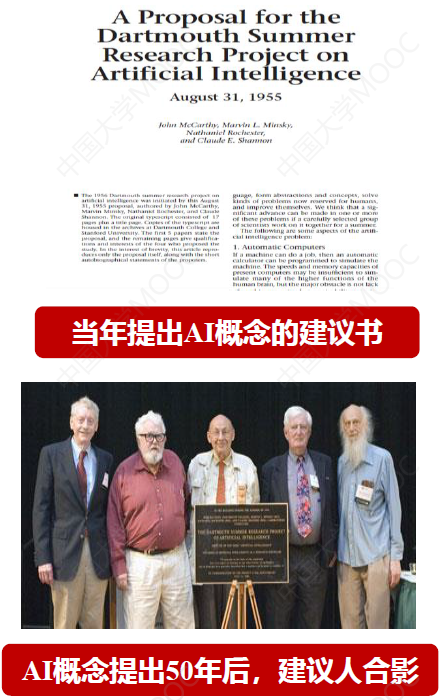 A Proposal for the
Dartmouth Summer
Research Project on
Artificial Intelligence
August 31, 1955
John McCarthy, Marvin L. Minsky,
Nathaniel Rochester,
and Claude E. Shannon
■ The 1956 Dartmouth summer research project on
artificial intelligence was initiated by this August
31, 1955 proposal, authored by John McCarthy,
Marvin Minsky, Nathaniel Rochester, and Claude
Shannon. The original typescript consisted of 17
pages plus a title page. Copies of the typescript are
housed in the archives at Dartmouth College and
Stanford University. The first 5 papers state the
proposal, and the remaining pages give qualifica-
tions and interests of the four who proposed the
study. In the interest of brevity, this article repro-
duces only the proposal itself, along with the short
autobiographical statements of the proposers.
guage, form abstractions and concepts, solve
kinds of problems now reserved for humans,
and improve themselves. We think that a sig-
nificant advance can be made in one or more
of these problems if a carefully selected group
of scientists work on it together for a summer.
The following are some aspects of the artifi-
cial intelligence problem:
1. Automatic Computers
If a machine can do a job, then an automatic
calculator can be programmed to simulate the
machine. The speeds and memory capacities of
present computers may be insufficient to sim-
ulate many of the higher functions of the
human brain, but the major obstacle is not lack
当年提出AI概念的建议书
THE DARTMOUTH SUMMER RESEARCH PROJECT
ON ARTIFICIAL INTELLIGENCE
AI概念提出50年后，建议人合影
中国大学MOOC